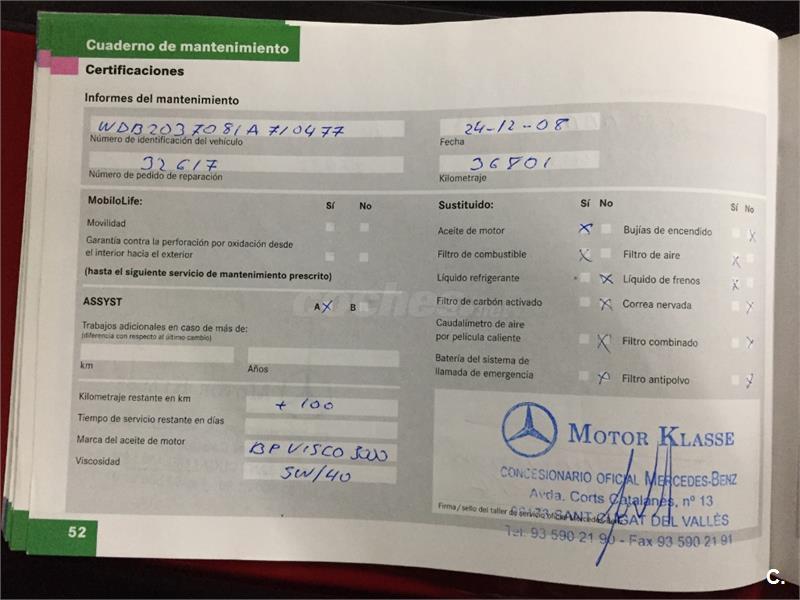 Cuaderno de mantenimiento
Certificaciones
Informes del mantenimiento
WDB2037081A710477
Número de identificación del vehículo
24-12-08
Fecha
32617
Número de pedido de reparación
36801
Kilometraje
MobiloLife: Sí No
Movilidad
Garantía contra la perforación por oxidación desde
el interior hacia el exterior
(hasta el siguiente servicio de mantenimiento prescrito)
ASSYST A X B
Trabajos adicionales en caso de más de:
(diferencia con respecto al último cambio)
km Años
Kilometraje restante en km + 100
Tiempo de servicio restante en días
Marca del aceite de motor BP VISCO 5000
Viscosidad 5W/40
Sustituido: Sí No Sí No
Aceite de motor X Bujías de encendido X
Filtro de combustible X Filtro de aire X
Líquido refrigerante X Líquido de frenos X
Filtro de carbón activado X Correa nervada X
Caudalímetro de aire
por película caliente X Filtro combinado X
Batería del sistema de
llamada de emergencia X Filtro antipolvo X
MOTOR KLASSE
CONCESIONARIO OFICIAL MERCEDES-BENZ
Avda. Corts Catalanes, nº 13
SANT CUGAT DEL VALLÈS
Tel. 93 590 21 90 - Fax 93 590 21 91
Firma/sello del taller de servicio oficial
52
coches.net
C.